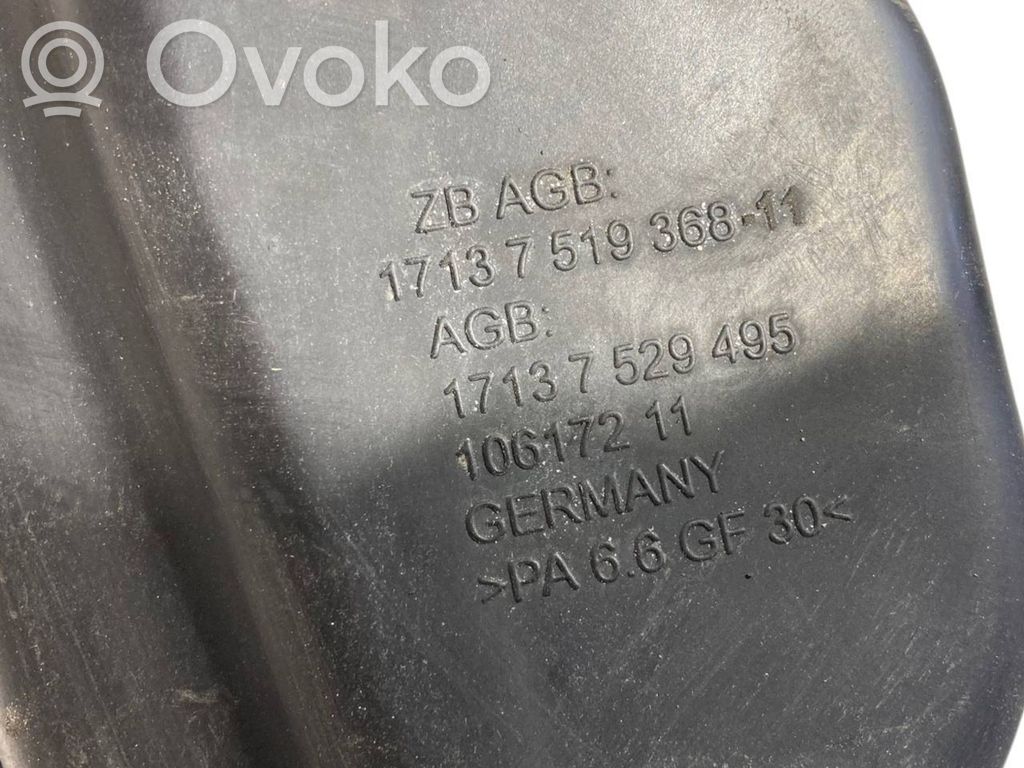 Ovoko
ZB AGB:
1713 7 519 368-11
AGB:
1713 7 529 495
106172 11
GERMANY
>PA 6.6 GF 30<